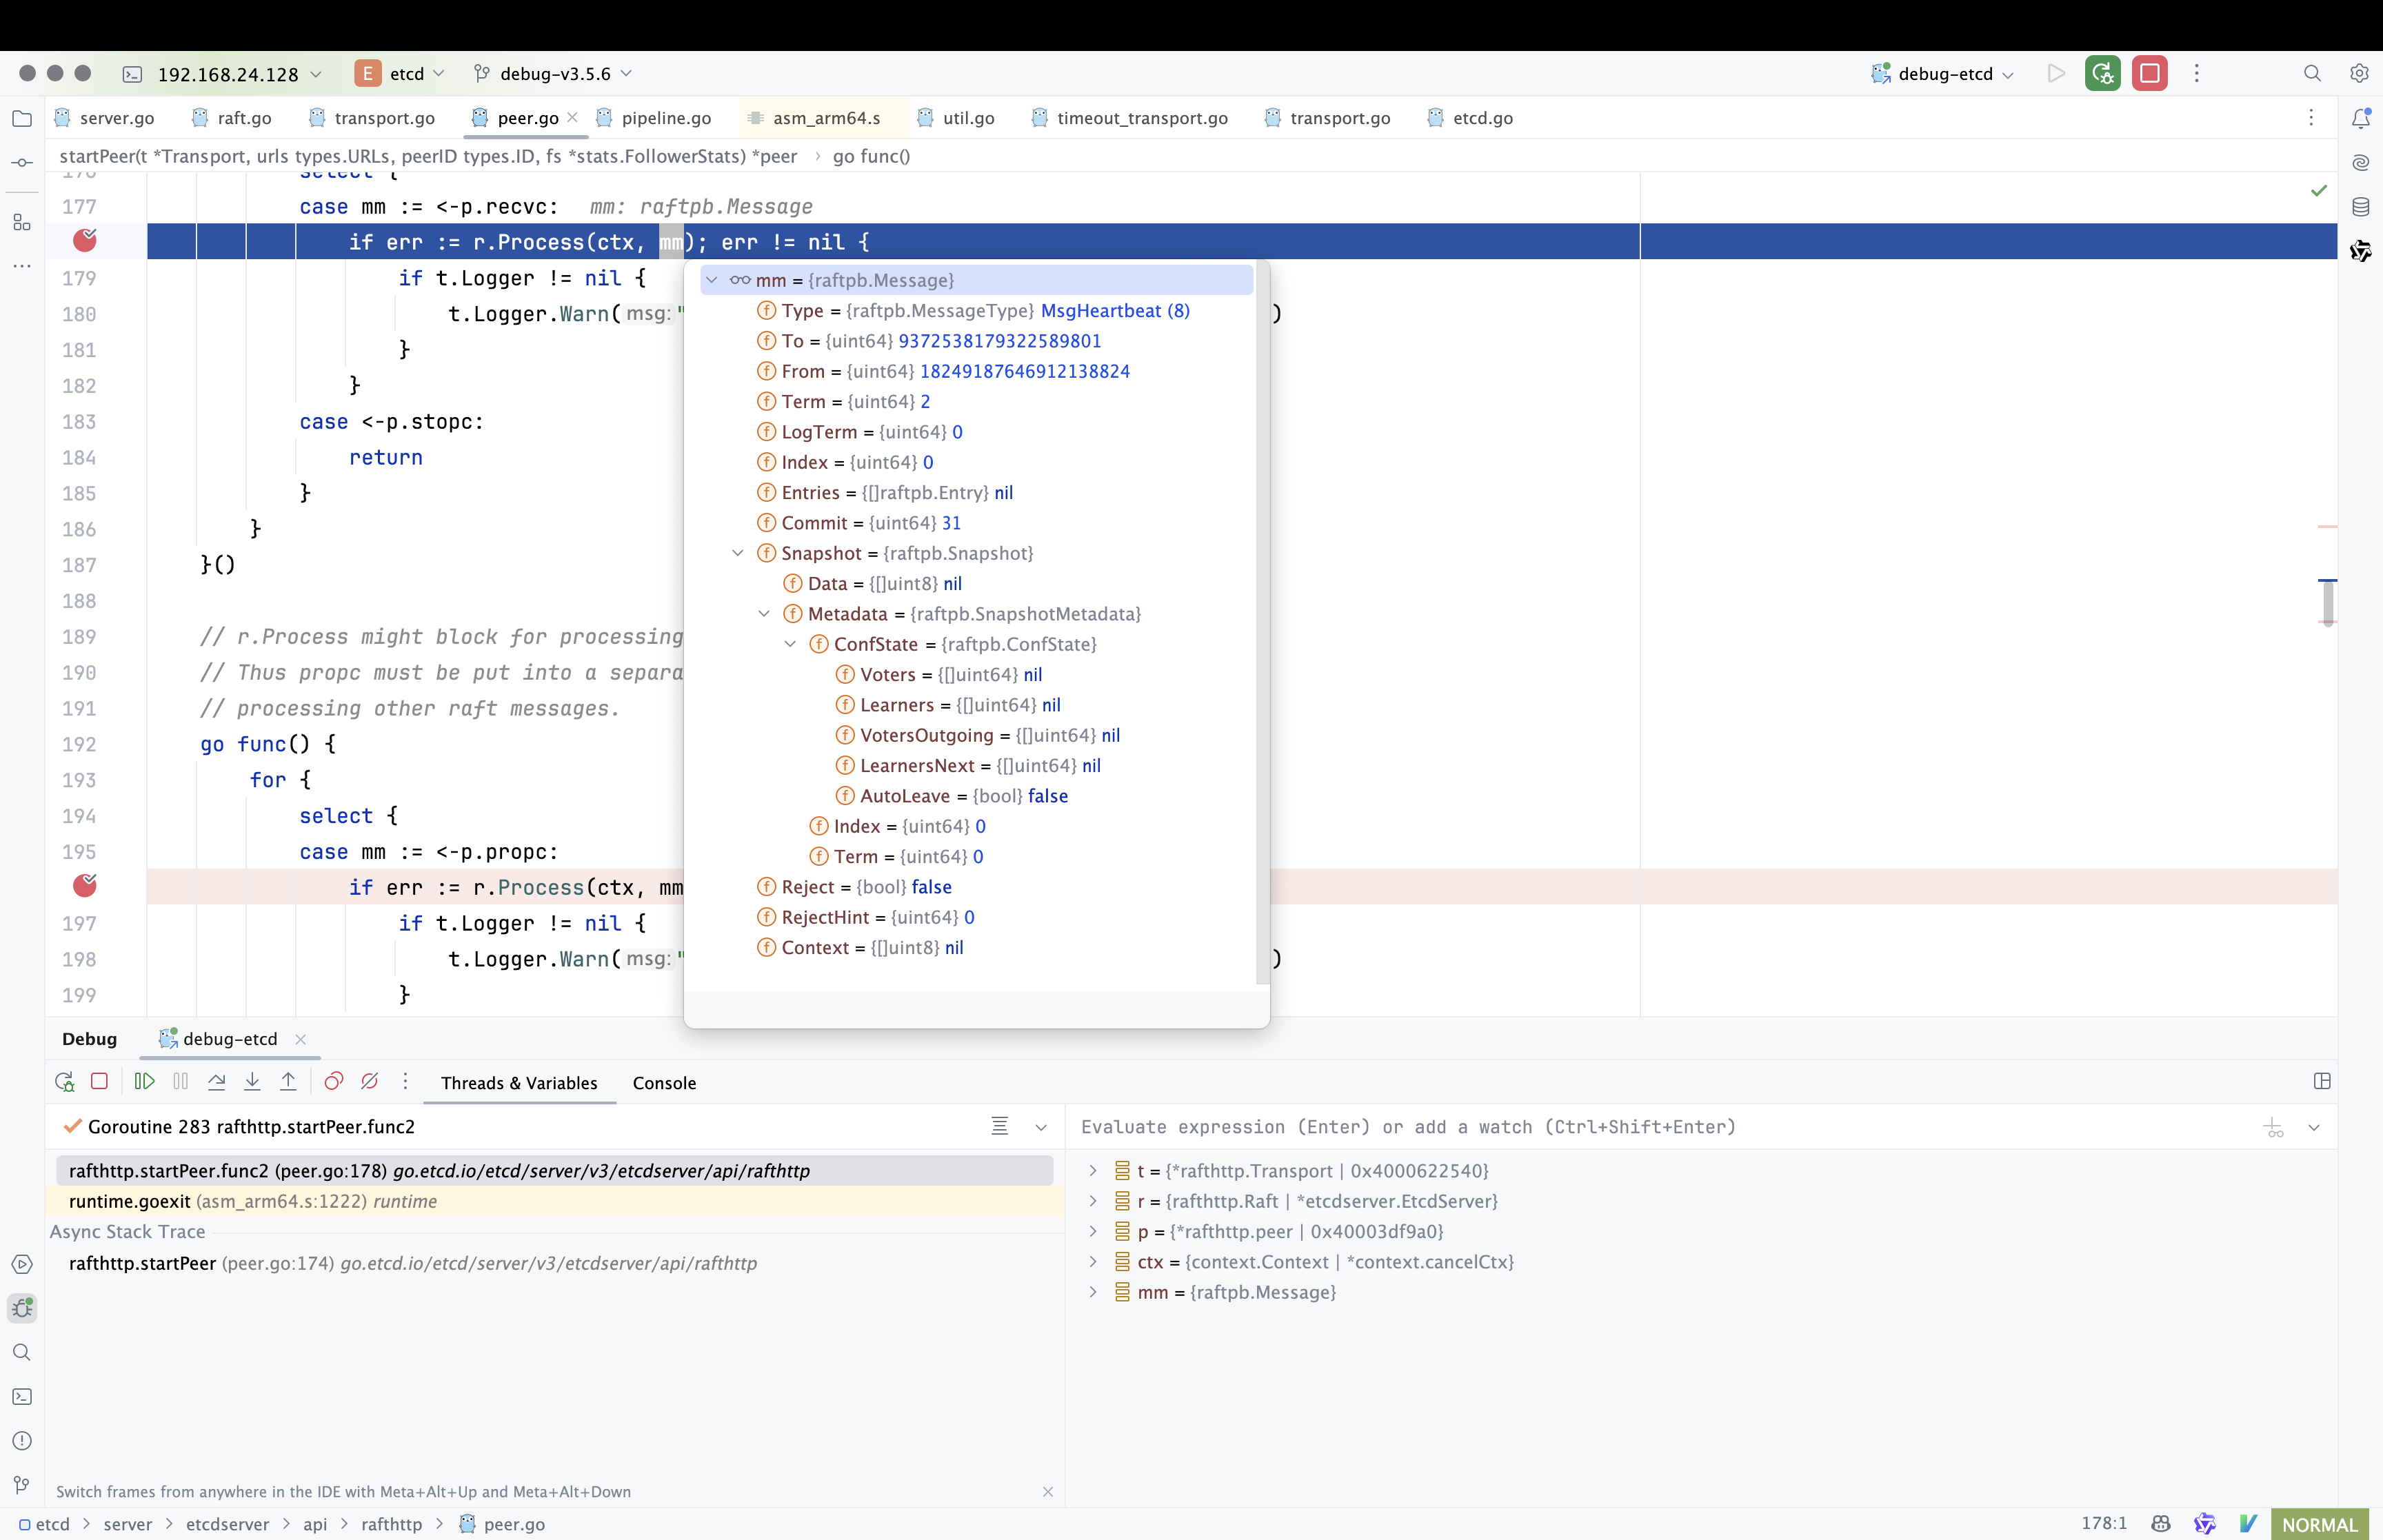 192.168.24.128
E etcd
debug-v3.5.6
debug-etcd
server.go raft.go transport.go peer.go pipeline.go asm_arm64.s util.go timeout_transport.go transport.go etcd.go
startPeer(t *Transport, urls types.URLs, peerID types.ID, fs *stats.FollowerStats) *peer > go func()
176 select {
177 case mm := <-p.recvc: mm: raftpb.Message
if err := r.Process(ctx, mm); err != nil {
179 if t.Logger != nil {
180 t.Logger.Warn( msg: " )
181 }
182 }
183 case <-p.stopc:
184 return
185 }
186 }
187 }()
188
189 // r.Process might block for processing
190 // Thus propc must be put into a separa
191 // processing other raft messages.
192 go func() {
193 for {
194 select {
195 case mm := <-p.propc:
if err := r.Process(ctx, mm
197 if t.Logger != nil {
198 t.Logger.Warn( msg: " )
199 }
mm = {raftpb.Message}
Type = {raftpb.MessageType} MsgHeartbeat (8)
To = {uint64} 9372538179322589801
From = {uint64} 18249187646912138824
Term = {uint64} 2
LogTerm = {uint64} 0
Index = {uint64} 0
Entries = {[]raftpb.Entry} nil
Commit = {uint64} 31
Snapshot = {raftpb.Snapshot}
Data = {[]uint8} nil
Metadata = {raftpb.SnapshotMetadata}
ConfState = {raftpb.ConfState}
Voters = {[]uint64} nil
Learners = {[]uint64} nil
VotersOutgoing = {[]uint64} nil
LearnersNext = {[]uint64} nil
AutoLeave = {bool} false
Index = {uint64} 0
Term = {uint64} 0
Reject = {bool} false
RejectHint = {uint64} 0
Context = {[]uint8} nil
Debug debug-etcd
Threads & Variables Console
Goroutine 283 rafthttp.startPeer.func2
rafthttp.startPeer.func2 (peer.go:178) go.etcd.io/etcd/server/v3/etcdserver/api/rafthttp
runtime.goexit (asm_arm64.s:1222) runtime
Async Stack Trace
rafthttp.startPeer (peer.go:174) go.etcd.io/etcd/server/v3/etcdserver/api/rafthttp
Switch frames from anywhere in the IDE with Meta+Alt+Up and Meta+Alt+Down
Evaluate expression (Enter) or add a watch (Ctrl+Shift+Enter)
t = {*rafthttp.Transport | 0x4000622540}
r = {rafthttp.Raft | *etcdserver.EtcdServer}
p = {*rafthttp.peer | 0x40003df9a0}
ctx = {context.Context | *context.cancelCtx}
mm = {raftpb.Message}
etcd > server > etcdserver > api > rafthttp > peer.go
178:1
NORMAL